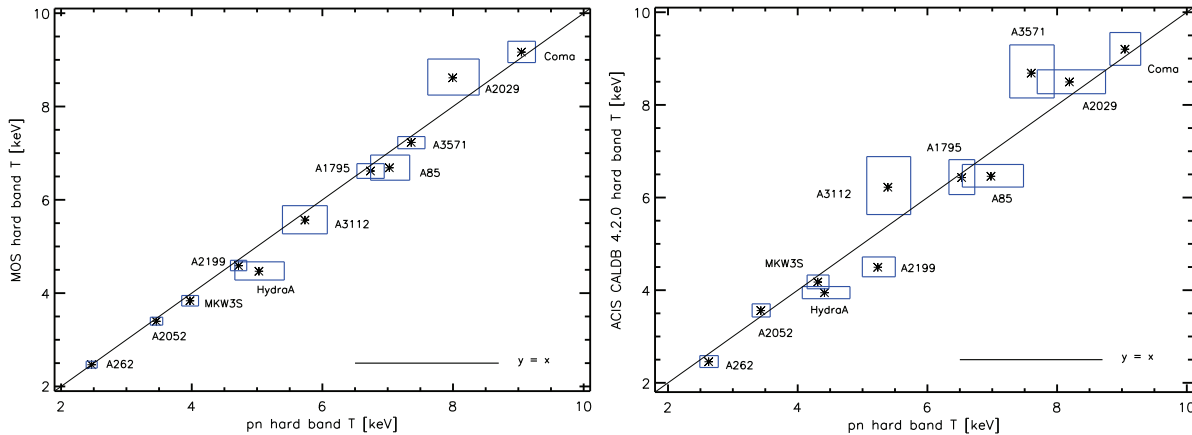 10
8
6
4
2
MOS hard band T [keV]
Coma
A2029
A3571
A1795
A85
A3112
A2199
HydraA
MKW3S
A2052
A262
y = x
2 4 6 8 10
pn hard band T [keV]
10
8
6
4
2
ACIS CALDB 4.2.0 hard band T [keV]
A3571
Coma
A2029
A1795
A3112
A85
A2199
MKW3S
HydraA
A2052
A262
y = x
2 4 6 8 10
pn hard band T [keV]